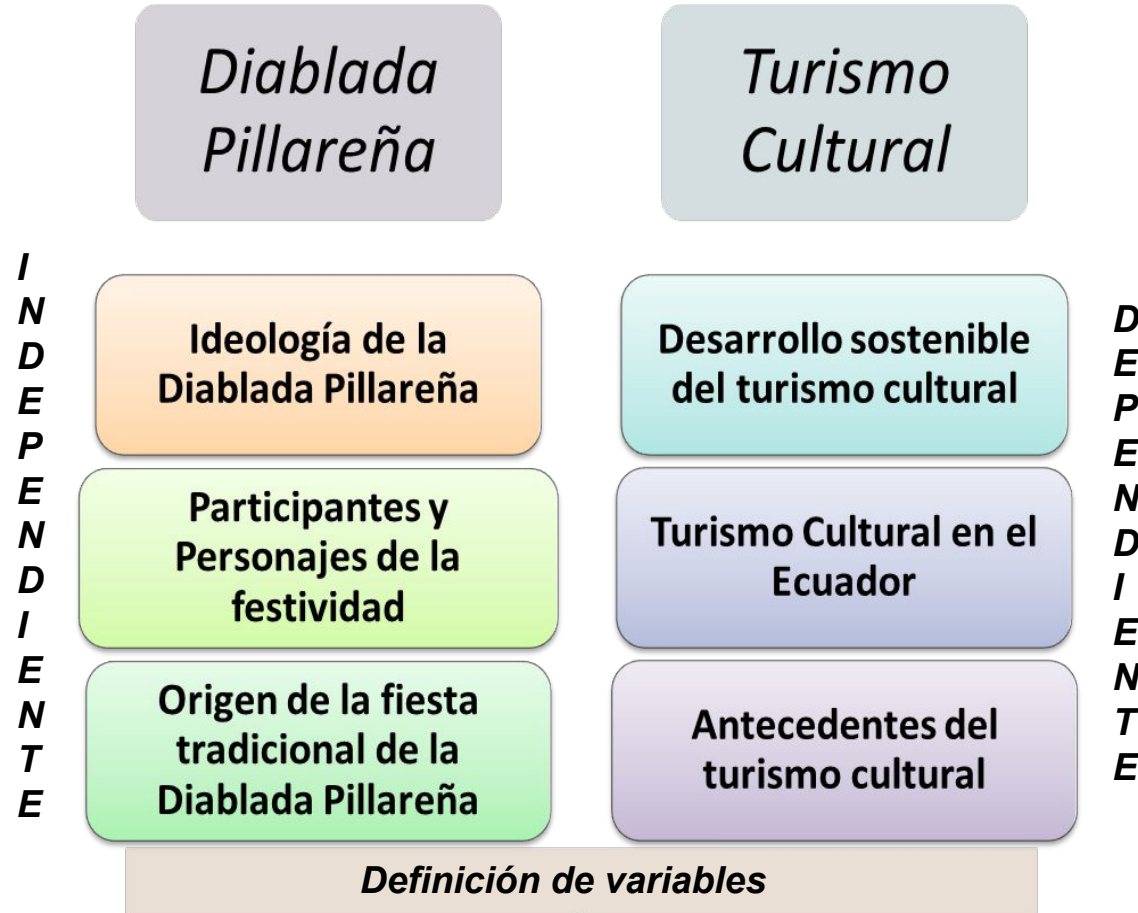 Diablada
Pillareña
Turismo
Cultural
INDEPENDIENTE
Ideología de la
Diablada Pillareña
Participantes y
Personajes de la
festividad
Origen de la fiesta
tradicional de la
Diablada Pillareña
Desarrollo sostenible
del turismo cultural
Turismo Cultural en el
Ecuador
Antecedentes del
turismo cultural
DEPENDIENTE
Definición de variables